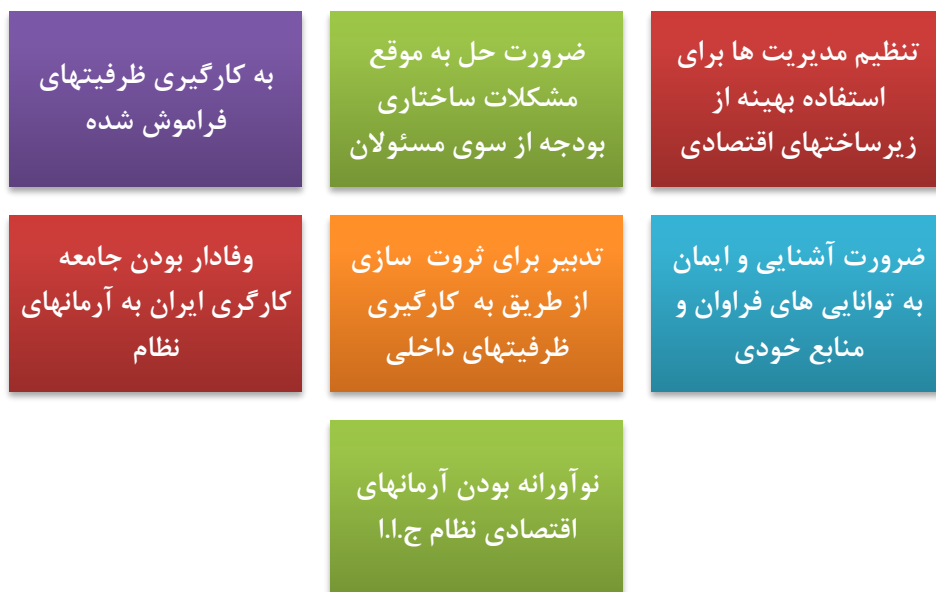 تنظیم مدیریت ها برای
استفاده بهینه از
زیرساختهای اقتصادی
ضرورت حل به موقع
مشکلات ساختاری
بودجه از سوی مسئولان
به کارگیری ظرفیتهای
فراموش شده
ضرورت آشنایی و ایمان
به توانایی های فراوان و
منابع خودی
تدبیر برای ثروت سازی
از طریق به کارگیری
ظرفیتهای داخلی
وفادار بودن جامعه
کارگری ایران به آرمانهای
نظام
نوآورانه بودن آرمانهای
اقتصادی نظام ج.ا.ا